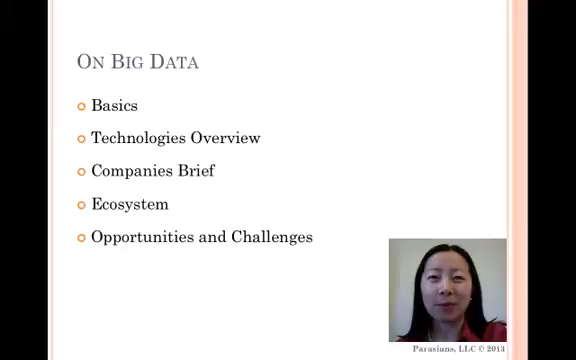 On Big Data
Basics
Technologies Overview
Companies Brief
Ecosystem
Opportunities and Challenges
Parasians, LLC © 2013